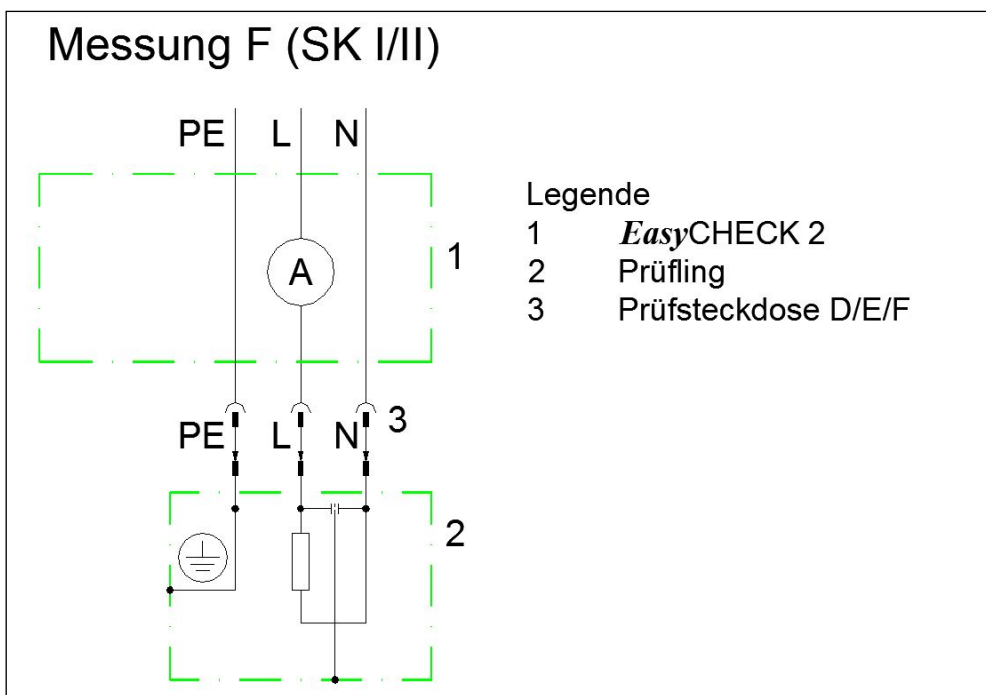 Messung F (SK I/II)
PE L N
A
1
Legende
1 EasyCHECK 2
2 Prüfling
3 Prüfsteckdose D/E/F
3
PE L N
2